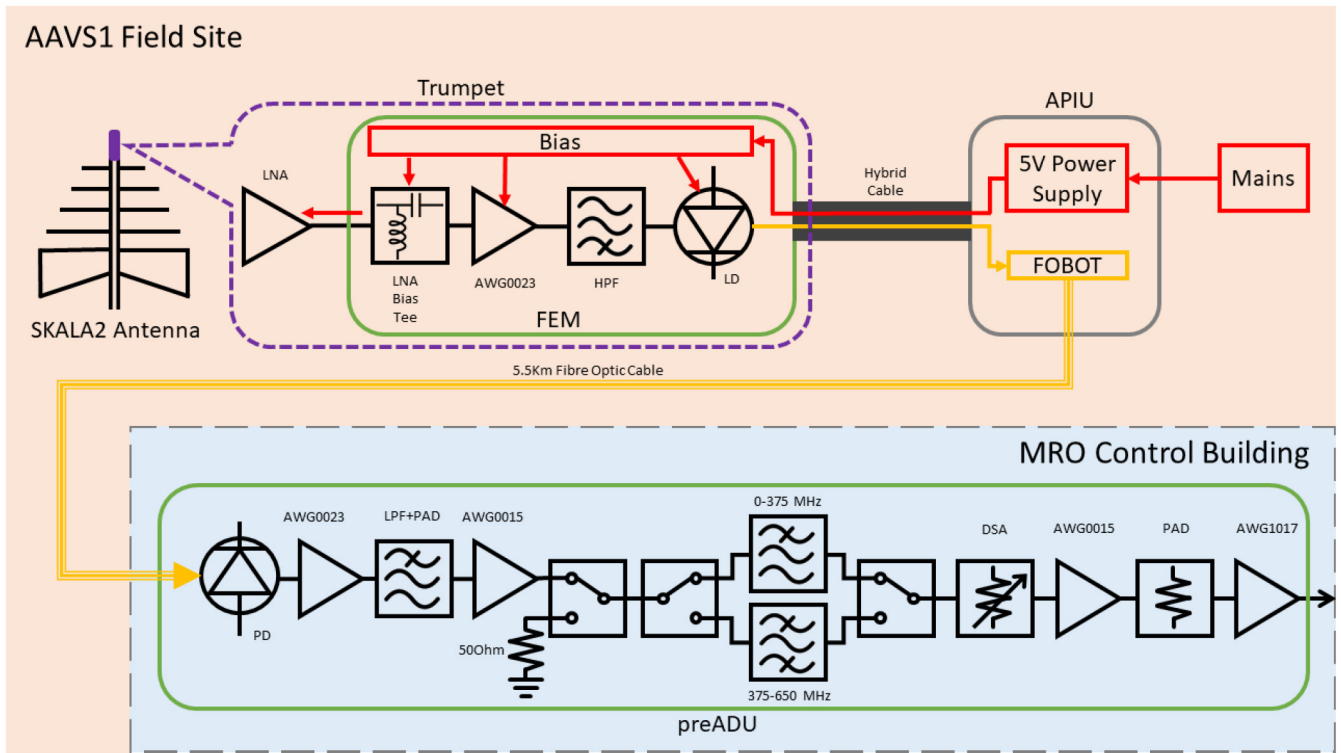 AAVS1 Field Site
Trumpet
APIU
Bias
5V Power
Supply
Mains
LNA
Hybrid
Cable
FOBOT
LNA
Bias
Tee
AWG0023
HPF
LD
FEM
SKALA2 Antenna
5.5Km Fibre Optic Cable
MRO Control Building
AWG0023
LPF+PAD
AWG0015
0-375 MHz
DSA
AWG0015
PAD
AWG1017
PD
50Ohm
375-650 MHz
preADU